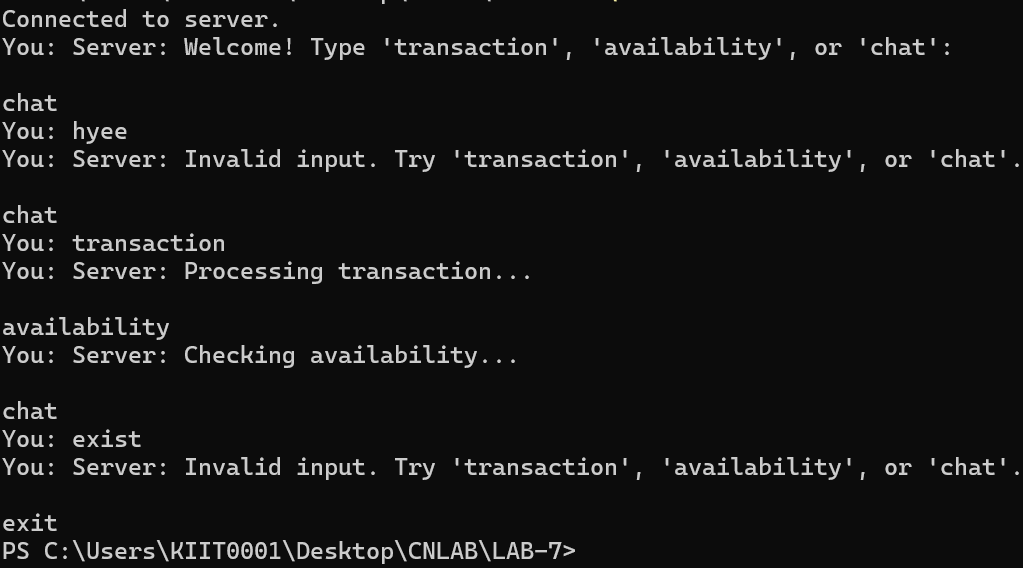 Connected to server.
You: Server: Welcome! Type 'transaction', 'availability', or 'chat':
chat
You: hyee
You: Server: Invalid input. Try 'transaction', 'availability', or 'chat'.
chat
You: transaction
You: Server: Processing transaction...
availability
You: Server: Checking availability...
chat
You: exist
You: Server: Invalid input. Try 'transaction', 'availability', or 'chat'.
exit
PS C:\Users\KIIT0001\Desktop\CNLAB\LAB-7>